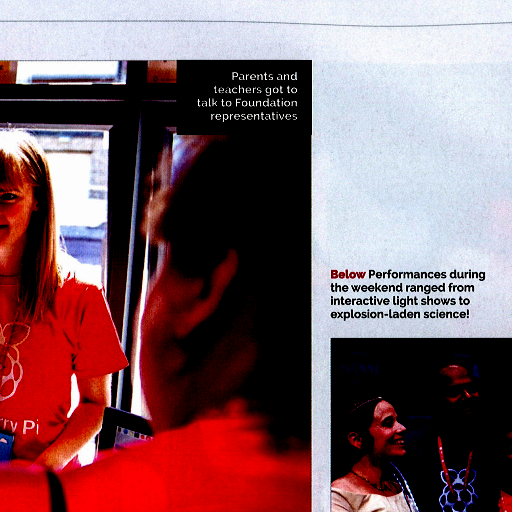 Parents and
teachers got to
talk to Foundation
representatives
Below Performances during
the weekend ranged from
interactive light shows to
explosion-laden science!
rry Pi